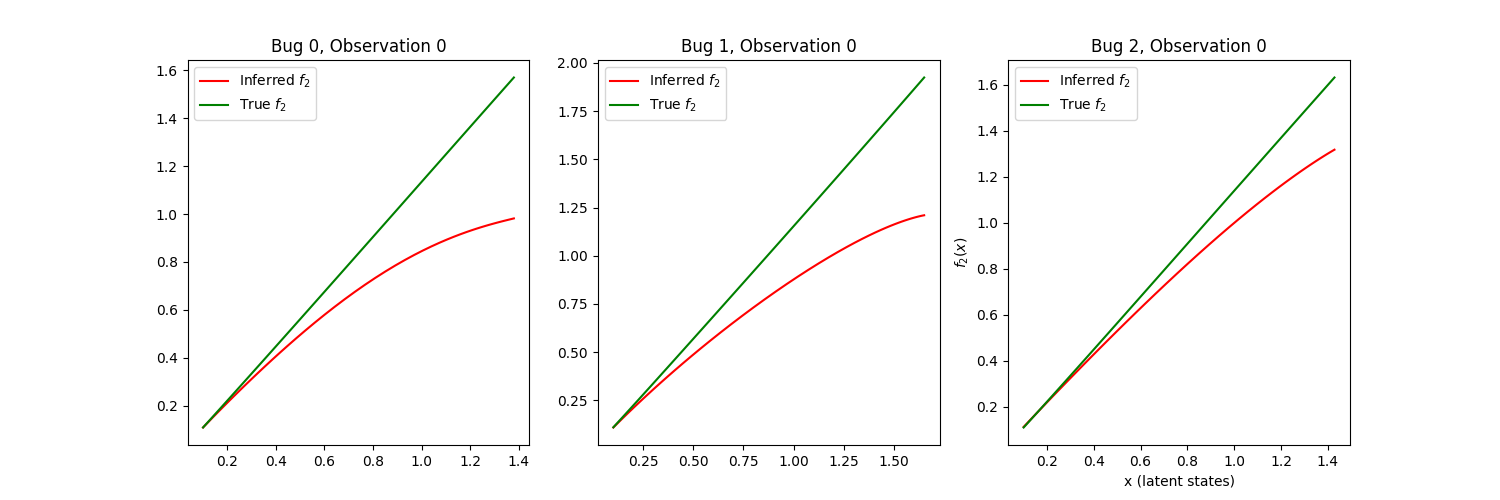 Bug 0, Observation 0
Inferred f₂
True f₂
1.6
1.4
1.2
1.0
0.8
0.6
0.4
0.2
0.2 0.4 0.6 0.8 1.0 1.2 1.4
Bug 1, Observation 0
Inferred f₂
True f₂
2.00
1.75
1.50
1.25
1.00
0.75
0.50
0.25
0.25 0.50 0.75 1.00 1.25 1.50
Bug 2, Observation 0
Inferred f₂
True f₂
f₂(x)
1.6
1.4
1.2
1.0
0.8
0.6
0.4
0.2
0.2 0.4 0.6 0.8 1.0 1.2 1.4
x (latent states)